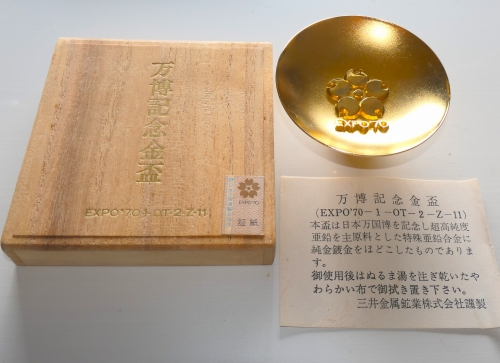 万博記念金盃
EXPO'70-1-OT-2-Z-11
EXPO'70
証紙
EXPO'70
万博記念金盃
(EXPO'70-1-OT-2-Z-11)
本盃は日本万国博を記念し超高純度
亜鉛を主原料とした特殊亜鉛合金に
純金鍍金をほどこしたものでありま
す。
御使用後はぬるま湯を注ぎ乾いたや
わらかい布で御拭き置き下さい。
三井金属鉱業株式会社謹製